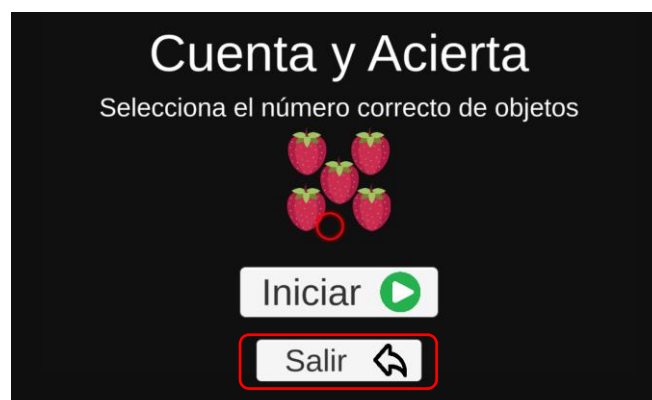 Cuenta y Acierta
Selecciona el número correcto de objetos
Iniciar
Salir